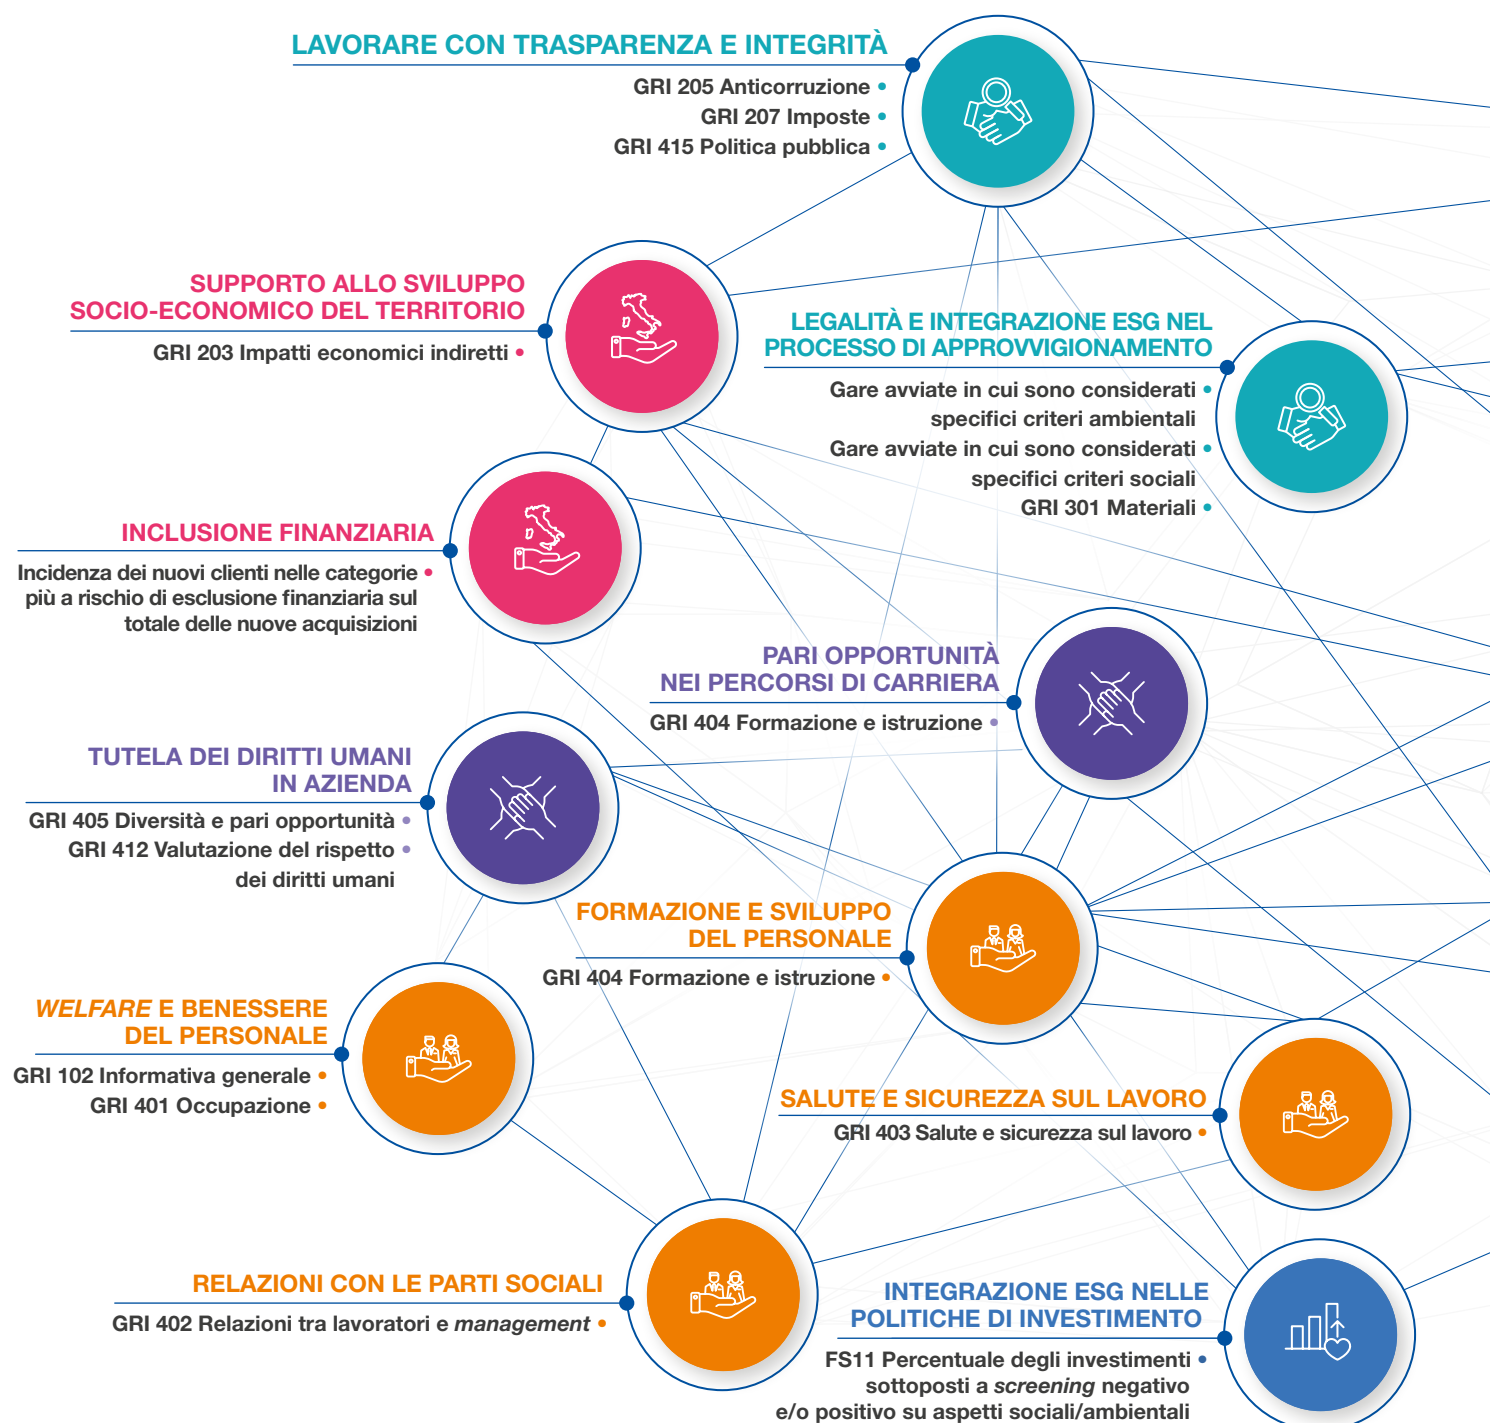 LAVORARE CON TRASPARENZA E INTEGRITÀ
GRI 205 Anticorruzione •
GRI 207 Imposte •
GRI 415 Politica pubblica •
SUPPORTO ALLO SVILUPPO
SOCIO-ECONOMICO DEL TERRITORIO
GRI 203 Impatti economici indiretti •
LEGALITÀ E INTEGRAZIONE ESG NEL
PROCESSO DI APPROVVIGIONAMENTO
Gare avviate in cui sono considerati •
specifici criteri ambientali
Gare avviate in cui sono considerati •
specifici criteri sociali
GRI 301 Materiali •
INCLUSIONE FINANZIARIA
Incidenza dei nuovi clienti nelle categorie •
più a rischio di esclusione finanziaria sul
totale delle nuove acquisizioni
PARI OPPORTUNITÀ
NEI PERCORSI DI CARRIERA
GRI 404 Formazione e istruzione •
TUTELA DEI DIRITTI UMANI
IN AZIENDA
GRI 405 Diversità e pari opportunità •
GRI 412 Valutazione del rispetto •
dei diritti umani
FORMAZIONE E SVILUPPO
DEL PERSONALE
GRI 404 Formazione e istruzione •
WELFARE E BENESSERE
DEL PERSONALE
GRI 102 Informativa generale •
GRI 401 Occupazione •
SALUTE E SICUREZZA SUL LAVORO
GRI 403 Salute e sicurezza sul lavoro •
RELAZIONI CON LE PARTI SOCIALI
GRI 402 Relazioni tra lavoratori e management •
INTEGRAZIONE ESG NELLE
POLITICHE DI INVESTIMENTO
FS11 Percentuale degli investimenti •
sottoposti a screening negativo
e/o positivo su aspetti sociali/ambientali